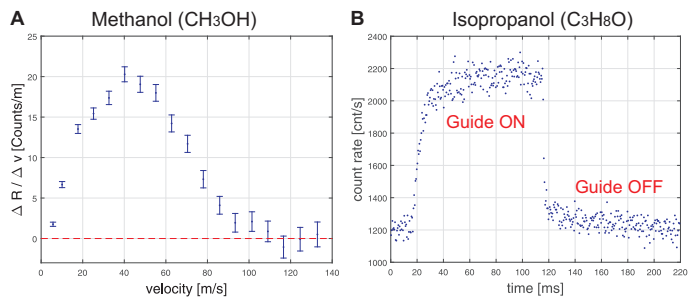 A Methanol (CH3OH)
Δ R / Δ v [Counts/m]
25
20
15
10
5
0
0 20 40 60 80 100 120 140
velocity [m/s]
B Isopropanol (C3H8O)
count rate [cnt/s]
2400
2200
2000
1800
1600
1400
1200
1000
Guide ON
Guide OFF
0 20 40 60 80 100 120 140 160 180 200 220
time [ms]